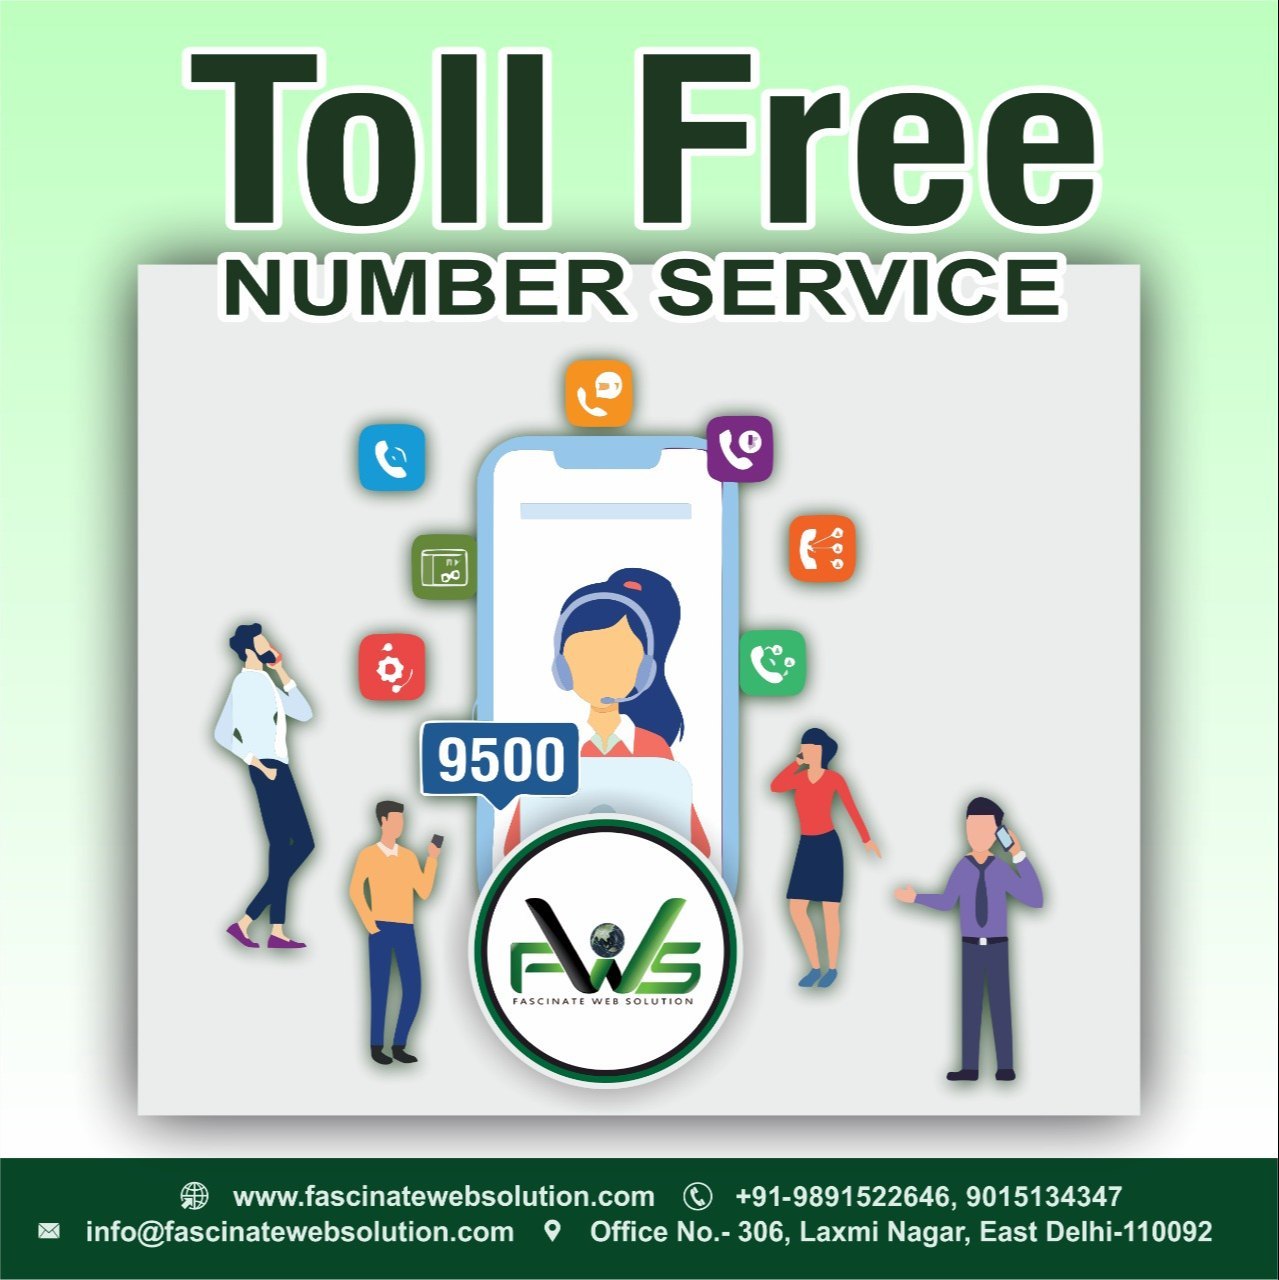 Toll Free
NUMBER SERVICE
9500
FWS
FASCINATE WEB SOLUTION
www.fascinatewebsolution.com +91-9891522646, 9015134347
info@fascinatewebsolution.com Office No.- 306, Laxmi Nagar, East Delhi-110092